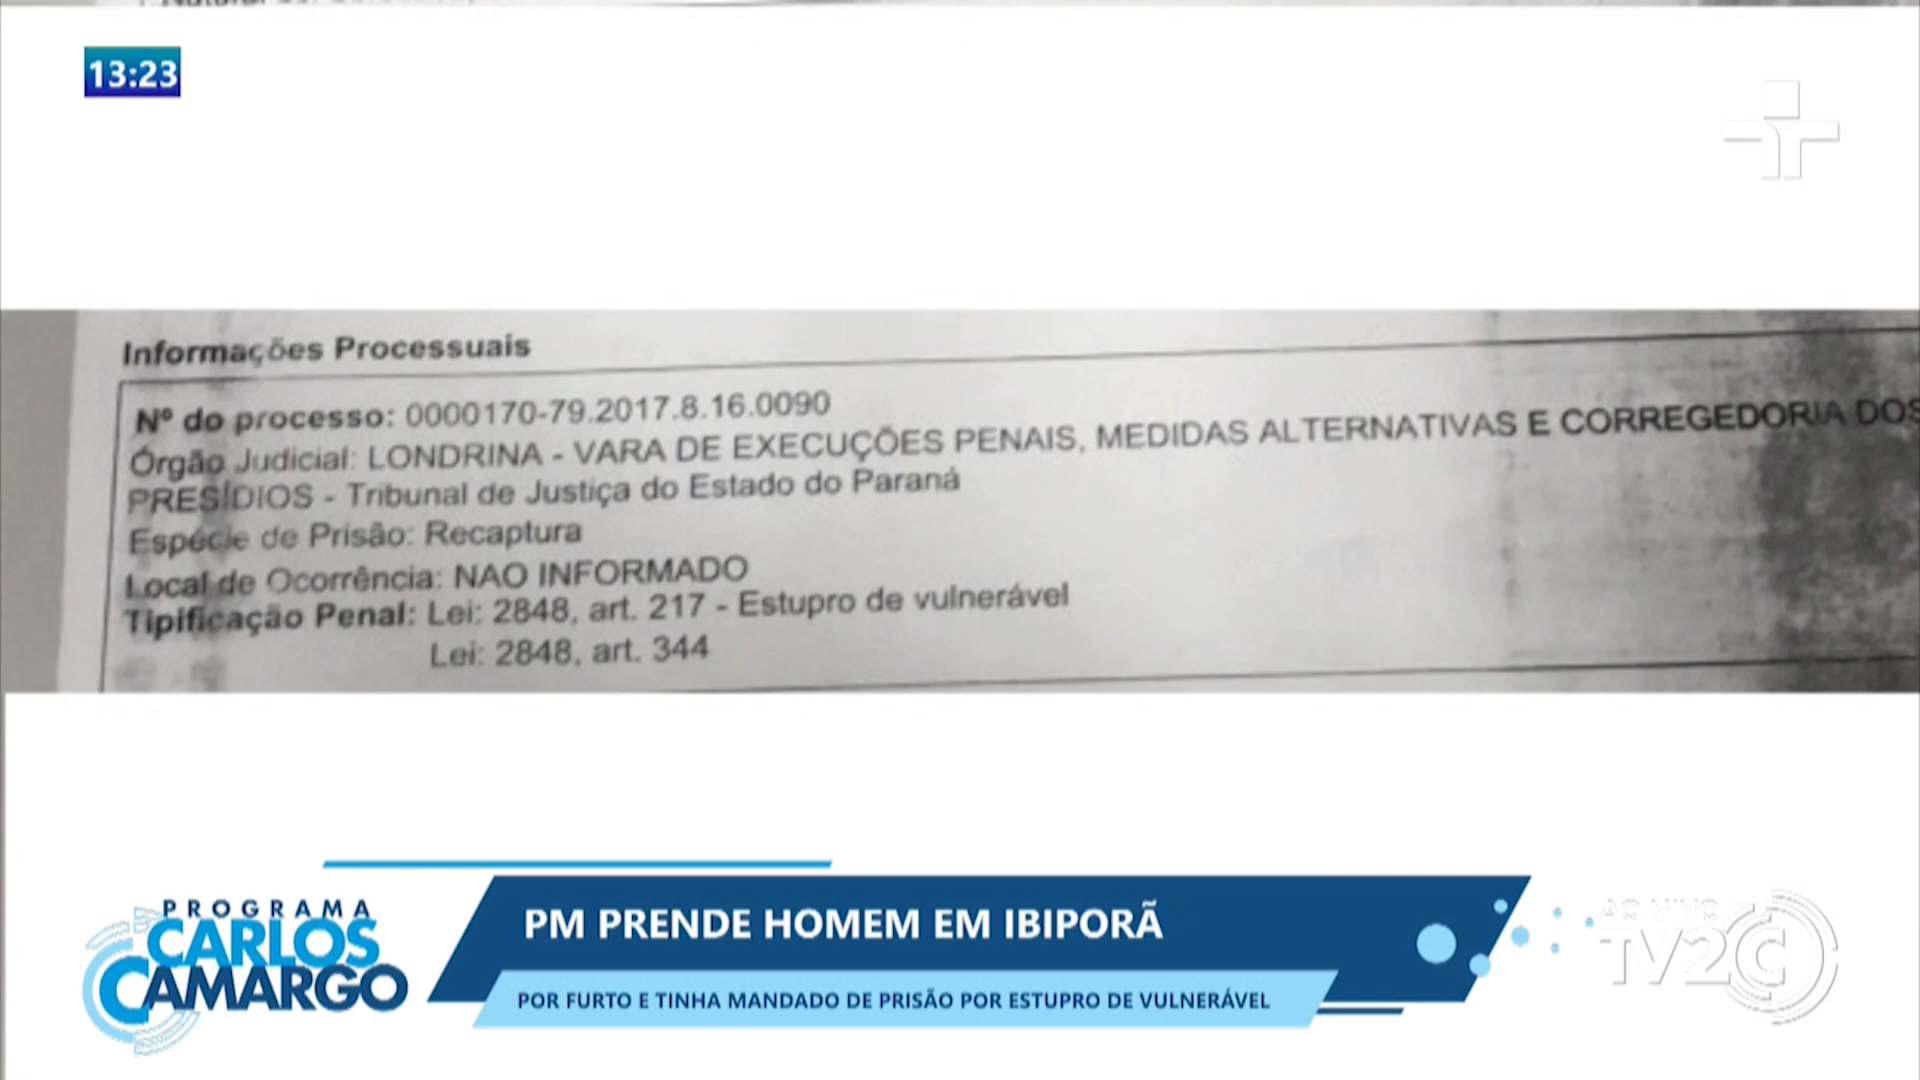 13:23
Informações Processuais
Nº do processo: 0000170-79.2017.8.16.0090
Órgão Judicial: LONDRINA - VARA DE EXECUÇÕES PENAIS, MEDIDAS ALTERNATIVAS E CORREGEDORIA DOS
PRESÍDIOS - Tribunal de Justiça do Estado do Paraná
Espécie de Prisão: Recaptura
Local de Ocorrência: NAO INFORMADO
Tipificação Penal: Lei: 2848, art. 217 - Estupro de vulnerável
Lei: 2848, art. 344
PROGRAMA
CARLOS
CAMARGO
PM PRENDE HOMEM EM IBIPORÃ
POR FURTO E TINHA MANDADO DE PRISÃO POR ESTUPRO DE VULNERÁVEL
AO VIVO
TV2C